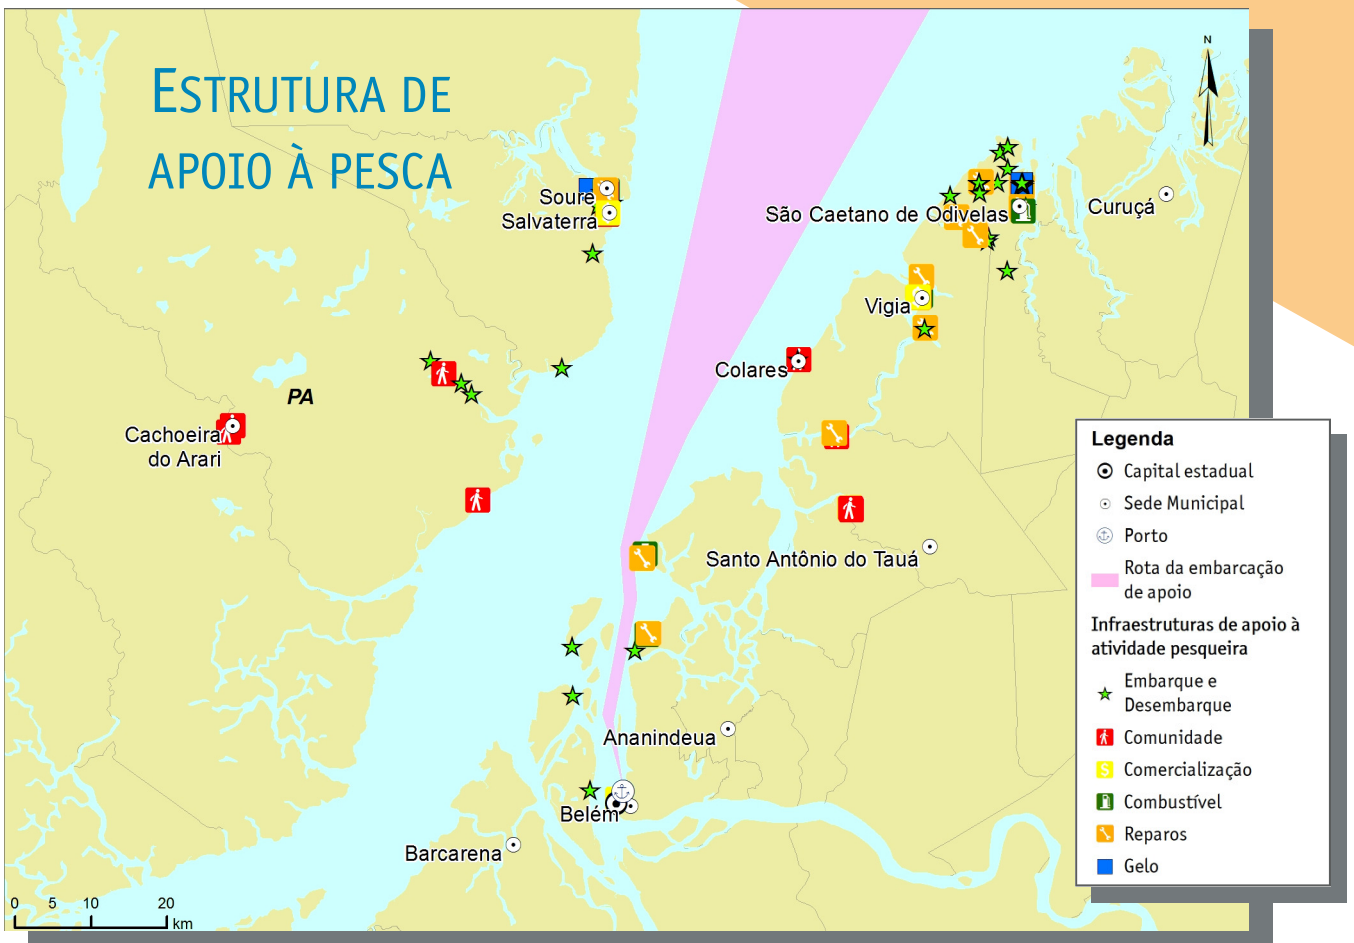 ESTRUTURA DE
APOIO À PESCA
N
Soure
Salvaterra
São Caetano de Odivelas
Curuçá
Vigia
Colares
PA
Cachoeira
do Arari
Santo Antônio do Tauá
Ananindeua
Belém
Barcarena
0 5 10 20
km
Legenda
Capital estadual
Sede Municipal
Porto
Rota da embarcação
de apoio
Infraestruturas de apoio à
atividade pesqueira
Embarque e
Desembarque
Comunidade
$ Comercialização
Combustível
Reparos
Gelo